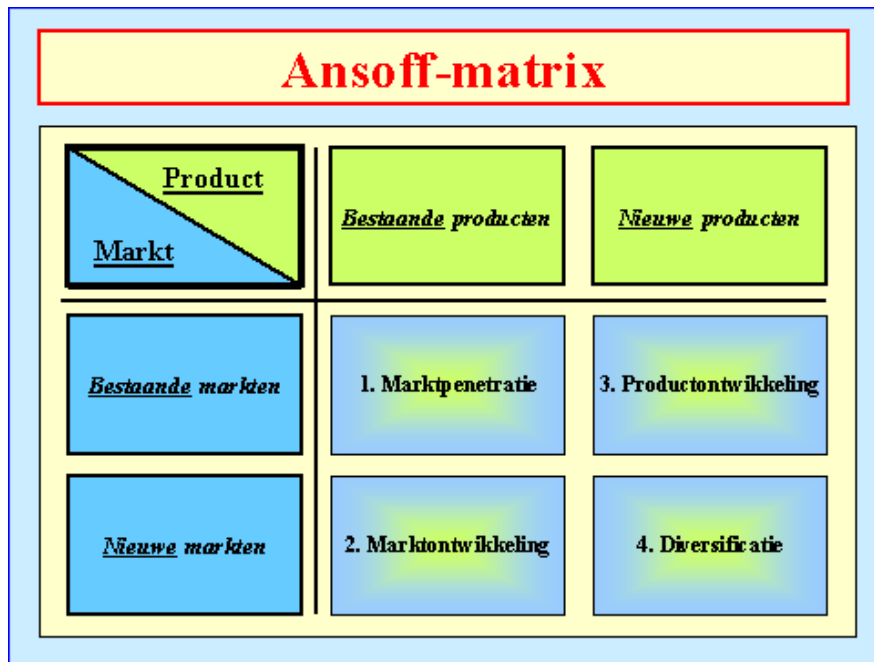 Ansoff-matrix
Product
Markt
Bestaande producten
Nieuwe producten
Bestaande markten
1. Marktpenetratie
3. Productontwikkeling
Nieuwe markten
2. Marktontwikkeling
4. Diversificatie